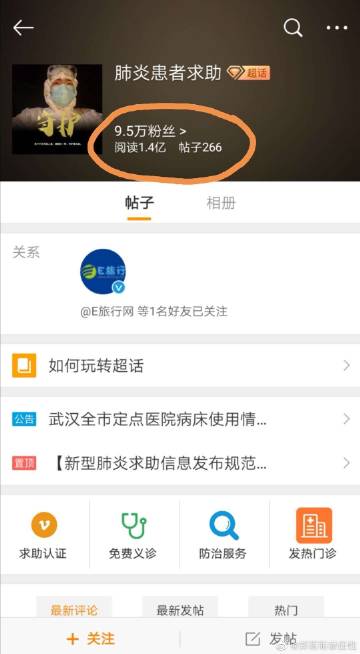 肺炎患者求助 超话
守护
9.5万粉丝 >
阅读1.4亇 帖子266
帖子 相册
关系
E旅行
@E旅行网 等1名好友已关注
如何玩转超话
公告 武汉全市定点医院病床使用情...
置顶 【新型肺炎求助信息发布规范...
求助认证 免费义诊 防治服务 发热门诊
最新评论 最新发帖 热门
+ 关注 发帖